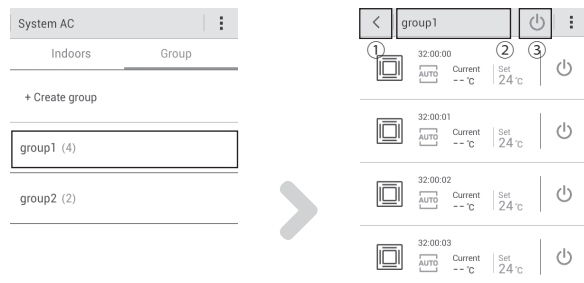 System AC
Indoors Group
+ Create group
group1 (4)
group2 (2)
group1
① ② ③
32:00:00
AUTO Current Set
-- °C 24 °C
32:00:01
AUTO Current Set
-- °C 24 °C
32:00:02
AUTO Current Set
-- °C 24 °C
32:00:03
AUTO Current Set
-- °C 24 °C